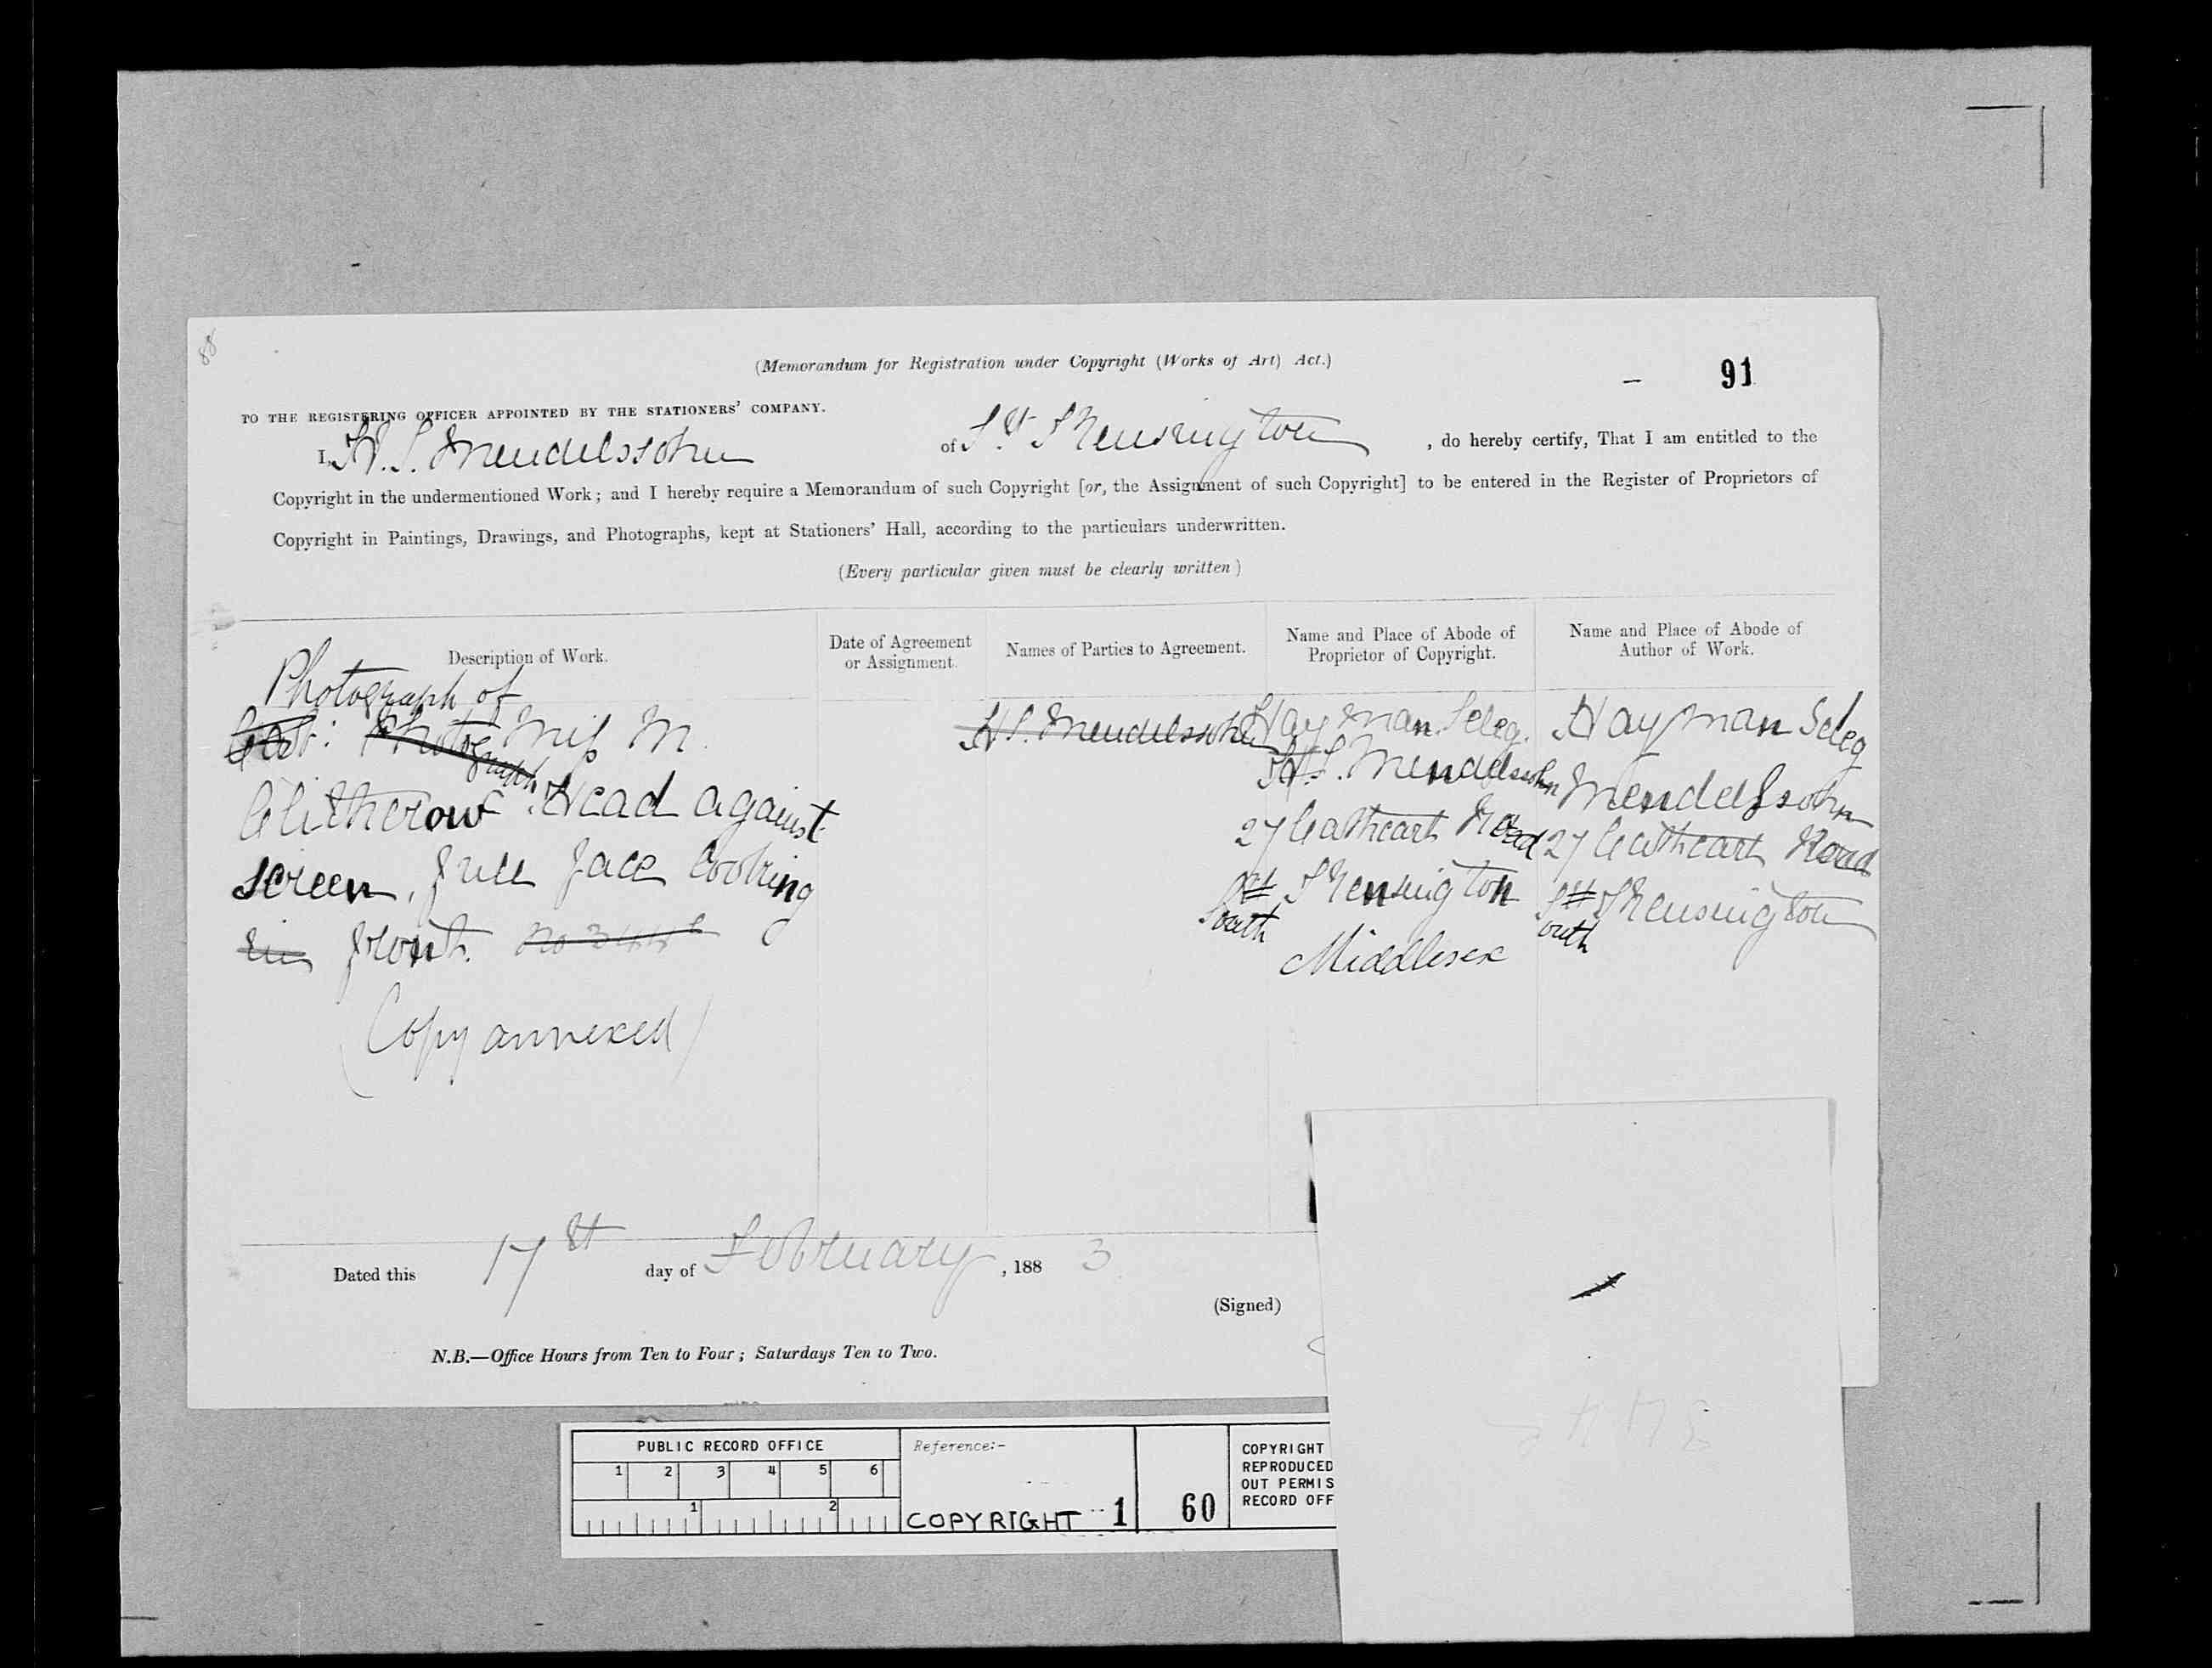 88
(Memorandum for Registration under Copyright (Works of Art) Act.)
91
TO THE REGISTERING OFFICER APPOINTED BY THE STATIONERS' COMPANY.
I, H. S. Mendelssohn of St Kensington, do hereby certify, That I am entitled to the
Copyright in the undermentioned Work; and I hereby require a Memorandum of such Copyright [or, the Assignment of such Copyright] to be entered in the Register of Proprietors of
Copyright in Paintings, Drawings, and Photographs, kept at Stationers' Hall, according to the particulars underwritten.
(Every particular given must be clearly written)
Description of Work.
Photograph of
Cab: Photograph Miss M.
Clitherow. Head against
screen, full face looking
in front. No 3444
(Copy annexed)
Date of Agreement
or Assignment.
Names of Parties to Agreement.
H S. Mendelssohn
Name and Place of Abode of
Proprietor of Copyright.
Hayman Seleg.
H. S. Mendelssohn
27 Cathcart Road
St Kensington
South
Middlesex
Name and Place of Abode of
Author of Work.
Hayman Seleg
Mendelssohn
27 Cathcart Road
St Kensington
outh
Dated this 17st day of February, 1883
(Signed)
N.B.—Office Hours from Ten to Four; Saturdays Ten to Two.
PUBLIC RECORD OFFICE
1 2 3 4 5 6
1 2
Reference:-
COPYRIGHT 1
60
COPYRIGHT
REPRODUCED
OUT PERMIS
RECORD OFF